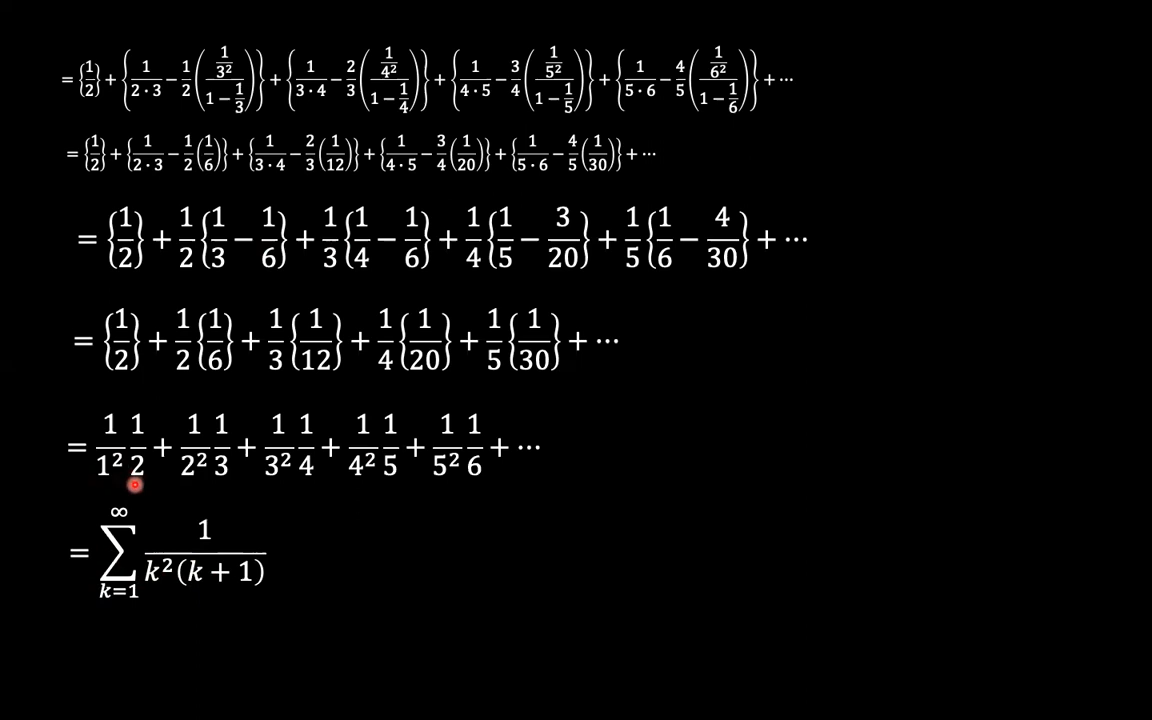 = {1/2} + {1/(2·3) − 1/2((1/3²)/(1 − 1/3))} + {1/(3·4) − 2/3((1/4²)/(1 − 1/4))} + {1/(4·5) − 3/4((1/5²)/(1 − 1/5))} + {1/(5·6) − 4/5((1/6²)/(1 − 1/6))} + ⋯
= {1/2} + {1/(2·3) − 1/2(1/6)} + {1/(3·4) − 2/3(1/12)} + {1/(4·5) − 3/4(1/20)} + {1/(5·6) − 4/5(1/30)} + ⋯
= {1/2} + 1/2{1/3 − 1/6} + 1/3{1/4 − 1/6} + 1/4{1/5 − 3/20} + 1/5{1/6 − 4/30} + ⋯
= {1/2} + 1/2{1/6} + 1/3{1/12} + 1/4{1/20} + 1/5{1/30} + ⋯
= 1/1² 1/2 + 1/2² 1/3 + 1/3² 1/4 + 1/4² 1/5 + 1/5² 1/6 + ⋯
= ∑_{k=1}^{∞} 1/(k²(k + 1))